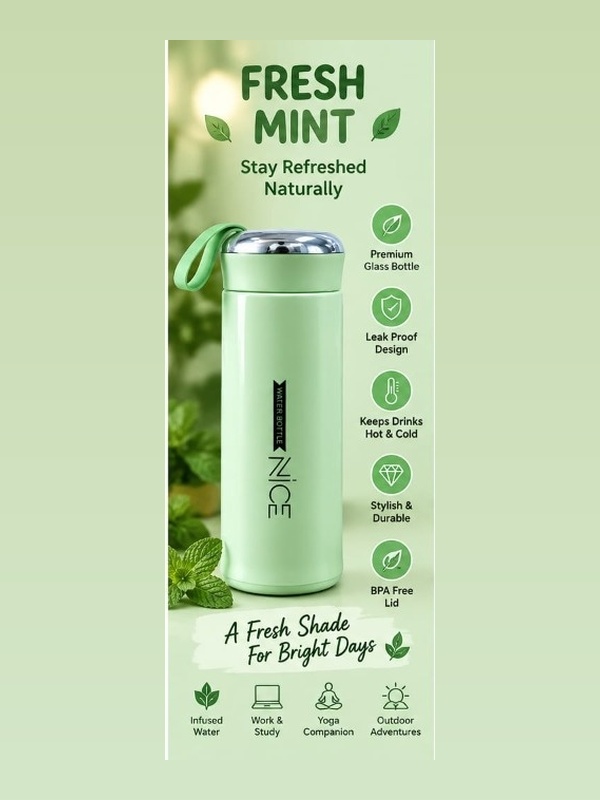 FRESH
MINT
Stay Refreshed
Naturally
Premium
Glass Bottle
Leak Proof
Design
Keeps Drinks
Hot & Cold
Stylish &
Durable
BPA Free
Lid
WATER BOTTLE
NICE
A Fresh Shade
For Bright Days
Infused
Water
Work &
Study
Yoga
Companion
Outdoor
Adventures